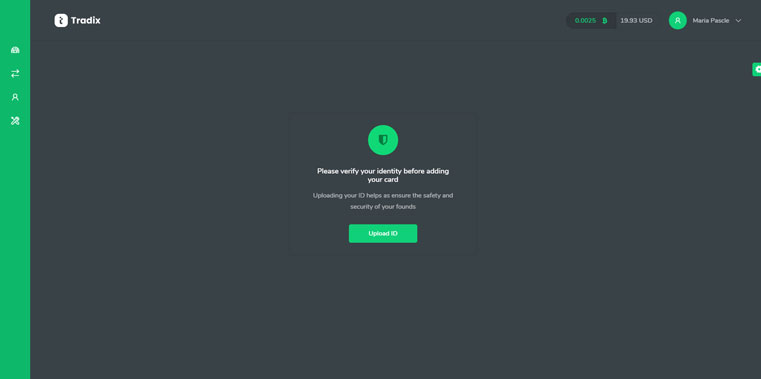 Tradix
0.0025 ₿ 19.93 USD
Maria Pascle
Please verify your identity before adding
your card
Uploading your ID helps as ensure the safety and
security of your founds
Upload ID